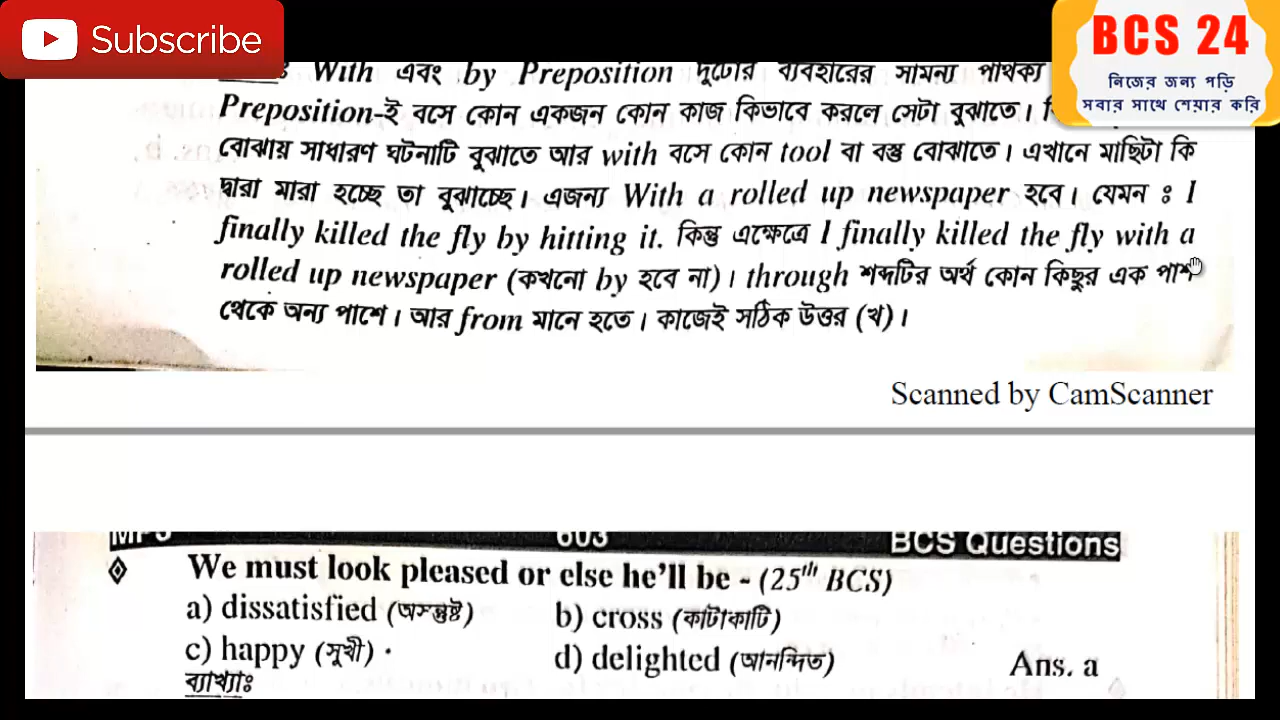 Subscribe
BCS 24
নিজের জন্য পড়ি
সবার সাথে শেয়ার করি
ঃ With এবং by Preposition দুটোর ব্যবহারের সামন্য পার্থক্য
Preposition-ই বসে কোন একজন কোন কাজ কিভাবে করলে সেটা বুঝাতে।
বোঝায় সাধারণ ঘটনাটি বুঝাতে আর with বসে কোন tool বা বস্তু বোঝাতে। এখানে মাছিটা কি
দ্বারা মারা হচ্ছে তা বুঝাচ্ছে। এজন্য With a rolled up newspaper হবে। যেমন ঃ I
finally killed the fly by hitting it. কিন্তু এক্ষেত্রে I finally killed the fly with a
rolled up newspaper (কখনো by হবে না)। through শব্দটির অর্থ কোন কিছুর এক পাশ
থেকে অন্য পাশে। আর from মানে হতে। কাজেই সঠিক উত্তর (খ)।
Scanned by CamScanner
603 BCS Questions
We must look pleased or else he'll be - (25th BCS)
a) dissatisfied (অসন্তুষ্ট) b) cross (কাটাকাটি)
c) happy (সুখী) d) delighted (আনন্দিত) Ans. a
ব্যাখ্যাঃ